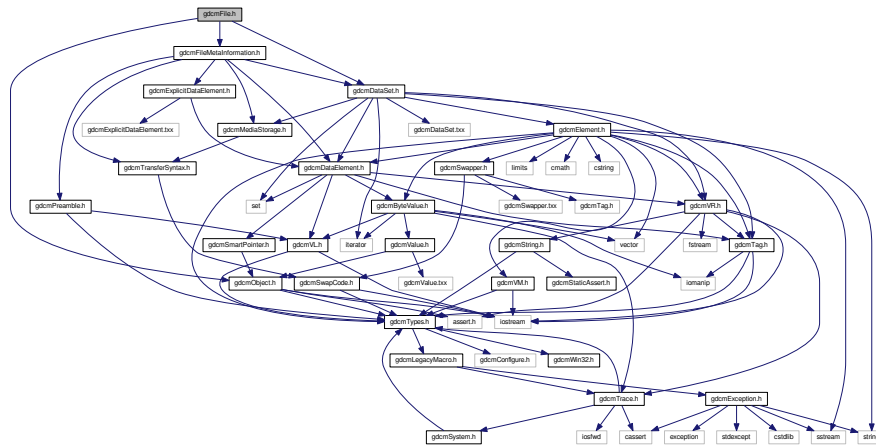 gdcmFile.h
gdcmFileMetaInformation.h
gdcmExplicitDataElement.h
gdcmDataSet.h
gdcmExplicitDataElement.txx
gdcmMediaStorage.h
gdcmDataSet.txx
gdcmElement.h
gdcmTransferSyntax.h
gdcmDataElement.h
gdcmSwapper.h
limits
cmath
cstring
gdcmPreamble.h
set
gdcmByteValue.h
gdcmSwapper.txx
gdcmTag.h
gdcmVR.h
gdcmSmartPointer.h
gdcmVL.h
iterator
gdcmValue.h
gdcmString.h
vector
fstream
gdcmTag.h
gdcmObject.h
gdcmSwapCode.h
gdcmValue.txx
gdcmVM.h
gdcmStaticAssert.h
iomanip
gdcmTypes.h
assert.h
iostream
gdcmLegacyMacro.h
gdcmConfigure.h
gdcmWin32.h
gdcmTrace.h
gdcmException.h
gdcmSystem.h
iosfwd
cassert
exception
stdexcept
cstdlib
sstream
strin